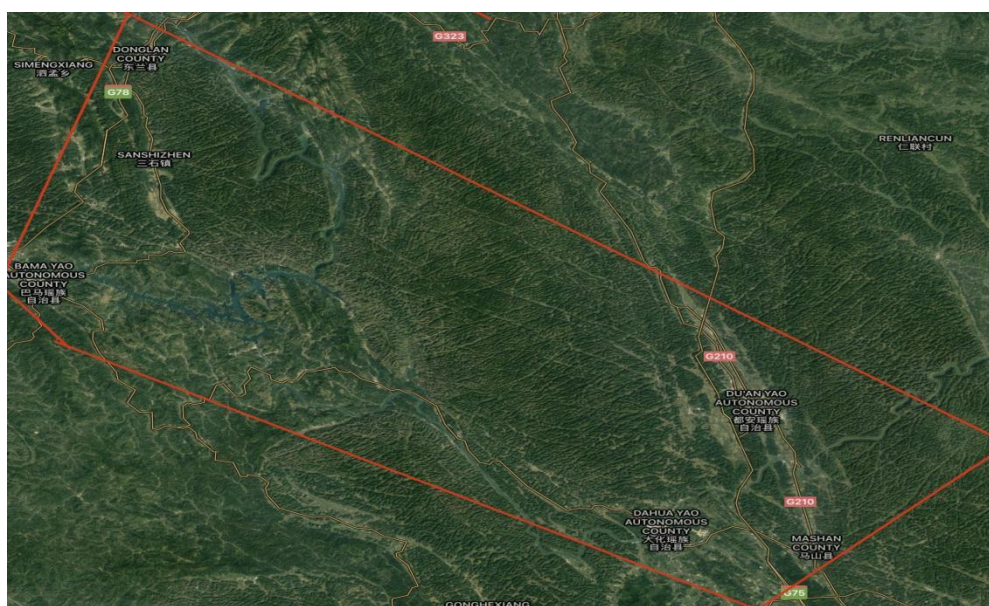 G323
DONGLAN
COUNTY
东兰县
SIMENGXIANG
泗孟乡
G78
RENLIANCUN
仁联村
SANSHIZHEN
三石镇
BAMA YAO
AUTONOMOUS
COUNTY
巴马瑶族
自治县
G210
DU'AN YAO
AUTONOMOUS
COUNTY
都安瑶族
自治县
G210
DAHUA YAO
AUTONOMOUS
COUNTY
大化瑶族
自治县
MASHAN
COUNTY
马山县
G75
GONGHEXIANG